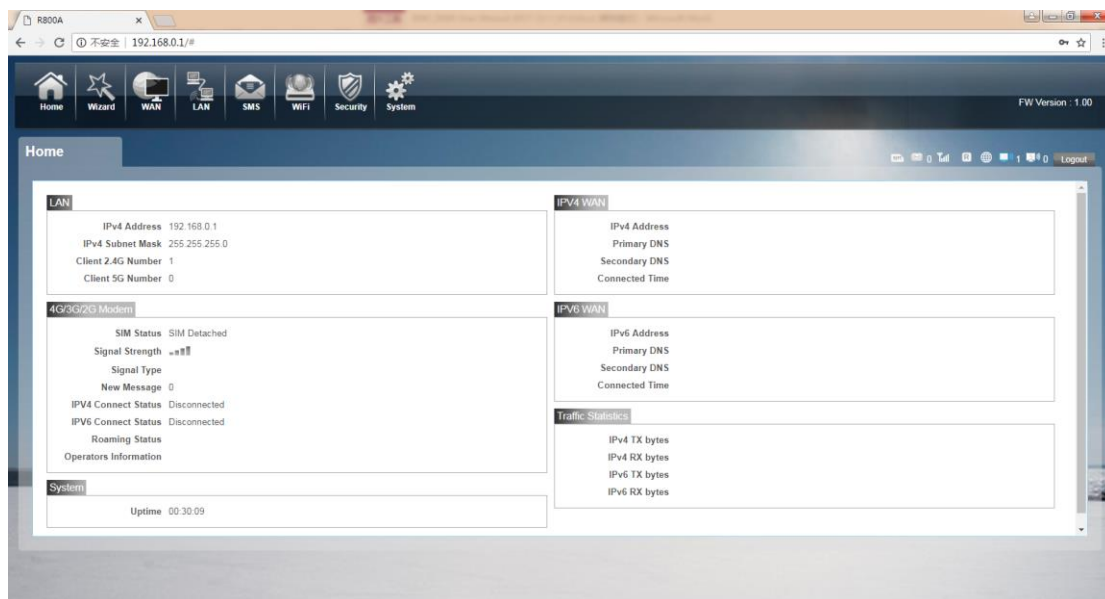 R800A
不安全 | 192.168.0.1/#
Home Wizard WAN LAN SMS WiFi Security System
FW Version : 1.00
Home
0 1 0 Logout
LAN
IPv4 Address 192.168.0.1
IPv4 Subnet Mask 255.255.255.0
Client 2.4G Number 1
Client 5G Number 0
4G/3G/2G Modem
SIM Status SIM Detached
Signal Strength
Signal Type
New Message 0
IPV4 Connect Status Disconnected
IPV6 Connect Status Disconnected
Roaming Status
Operators Information
System
Uptime 00:30:09
IPV4 WAN
IPv4 Address
Primary DNS
Secondary DNS
Connected Time
IPV6 WAN
IPv6 Address
Primary DNS
Secondary DNS
Connected Time
Traffic Statistics
IPv4 TX bytes
IPv4 RX bytes
IPv6 TX bytes
IPv6 RX bytes